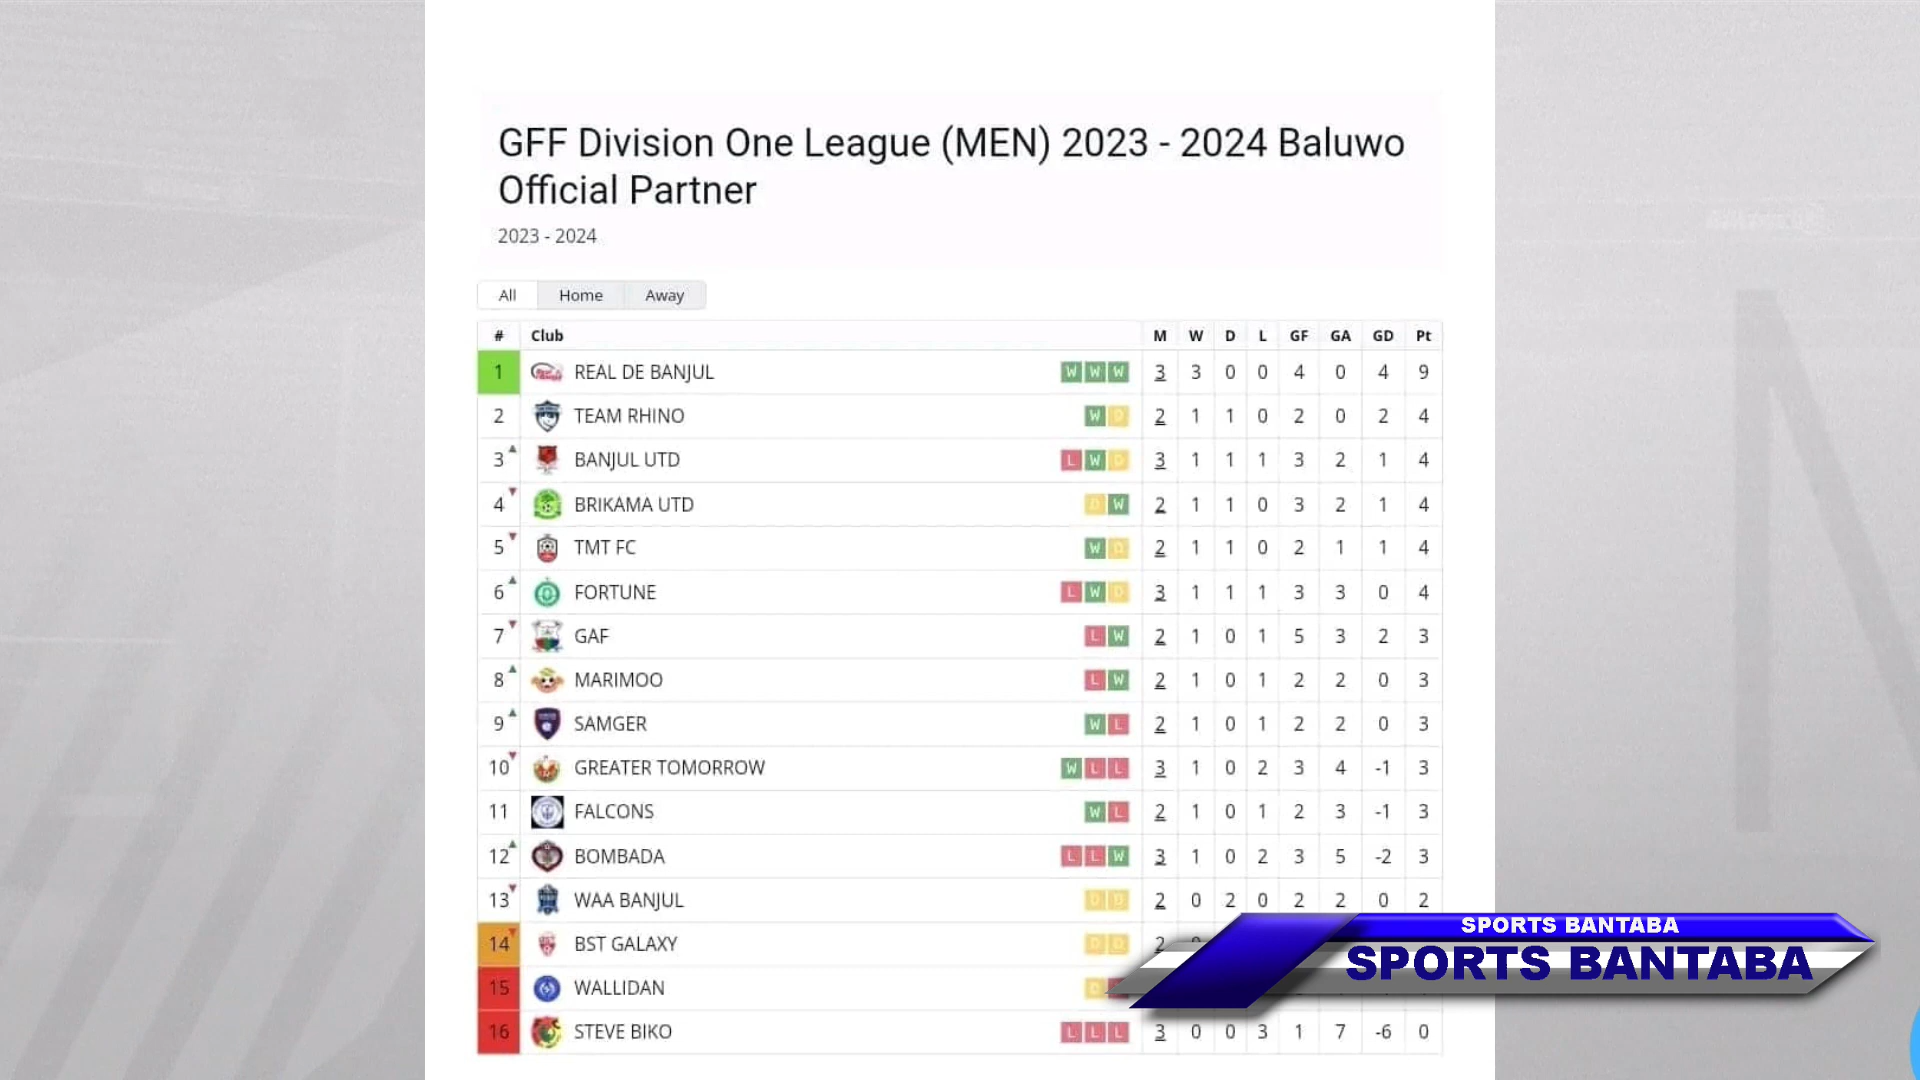 GFF Division One League (MEN) 2023 - 2024 Baluwo
Official Partner
2023 - 2024
All Home Away
# Club M W D L GF GA GD Pt
1 REAL DE BANJUL W W W 3 3 0 0 4 0 4 9
2 TEAM RHINO W D 2 1 1 0 2 0 2 4
3 BANJUL UTD L W D 3 1 1 1 3 2 1 4
4 BRIKAMA UTD D W 2 1 1 0 3 2 1 4
5 TMT FC W D 2 1 1 0 2 1 1 4
6 FORTUNE L W D 3 1 1 1 3 3 0 4
7 GAF L W 2 1 0 1 5 3 2 3
8 MARIMOO L W 2 1 0 1 2 2 0 3
9 SAMGER W L 2 1 0 1 2 2 0 3
10 GREATER TOMORROW W L L 3 1 0 2 3 4 -1 3
11 FALCONS W L 2 1 0 1 2 3 -1 3
12 BOMBADA L L W 3 1 0 2 3 5 -2 3
13 WAA BANJUL D D 2 0 2 0 2 2 0 2
14 BST GALAXY D D 2
15 WALLIDAN D
16 STEVE BIKO L L L 3 0 0 3 1 7 -6 0
SPORTS BANTABA
SPORTS BANTABA